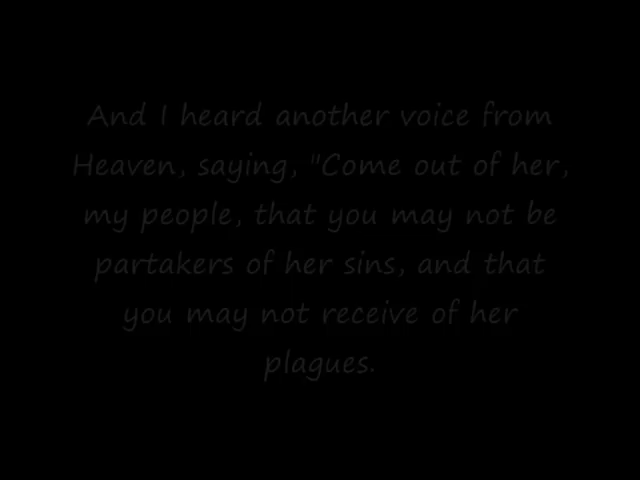 And I heard another voice from
Heaven, saying, "Come out of her,
my people, that you may not be
partakers of her sins, and that
you may not receive of her
plagues.